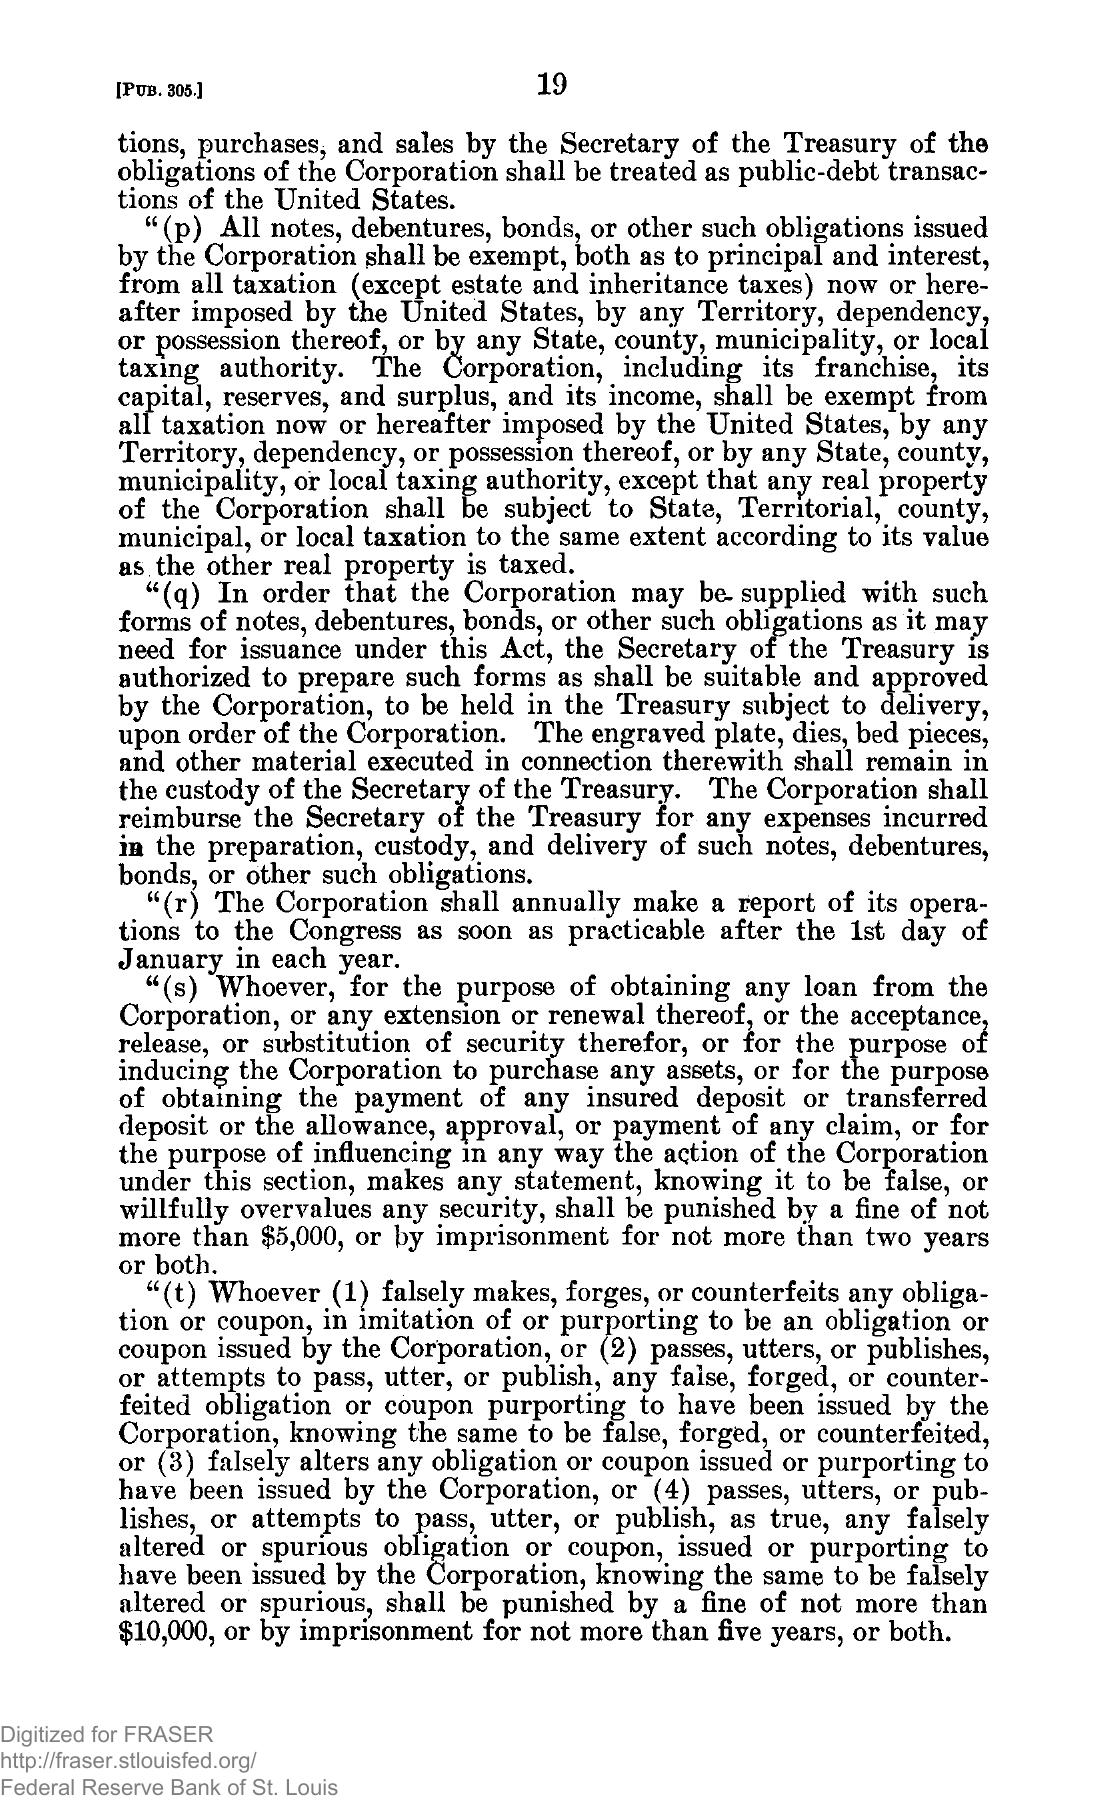 [PUB. 305.]
19
tions, purchases, and sales by the Secretary of the Treasury of the
obligations of the Corporation shall be treated as public-debt transac-
tions of the United States.
"(p) All notes, debentures, bonds, or other such obligations issued
by the Corporation shall be exempt, both as to principal and interest,
from all taxation (except estate and inheritance taxes) now or here-
after imposed by the United States, by any Territory, dependency,
or possession thereof, or by any State, county, municipality, or local
taxing authority. The Corporation, including its franchise, its
capital, reserves, and surplus, and its income, shall be exempt from
all taxation now or hereafter imposed by the United States, by any
Territory, dependency, or possession thereof, or by any State, county,
municipality, or local taxing authority, except that any real property
of the Corporation shall be subject to State, Territorial, county,
municipal, or local taxation to the same extent according to its value
as the other real property is taxed.
"(q) In order that the Corporation may be supplied with such
forms of notes, debentures, bonds, or other such obligations as it may
need for issuance under this Act, the Secretary of the Treasury is
authorized to prepare such forms as shall be suitable and approved
by the Corporation, to be held in the Treasury subject to delivery,
upon order of the Corporation. The engraved plate, dies, bed pieces,
and other material executed in connection therewith shall remain in
the custody of the Secretary of the Treasury. The Corporation shall
reimburse the Secretary of the Treasury for any expenses incurred
in the preparation, custody, and delivery of such notes, debentures,
bonds, or other such obligations.
"(r) The Corporation shall annually make a report of its opera-
tions to the Congress as soon as practicable after the 1st day of
January in each year.
"(s) Whoever, for the purpose of obtaining any loan from the
Corporation, or any extension or renewal thereof, or the acceptance,
release, or substitution of security therefor, or for the purpose of
inducing the Corporation to purchase any assets, or for the purpose
of obtaining the payment of any insured deposit or transferred
deposit or the allowance, approval, or payment of any claim, or for
the purpose of influencing in any way the action of the Corporation
under this section, makes any statement, knowing it to be false, or
willfully overvalues any security, shall be punished by a fine of not
more than $5,000, or by imprisonment for not more than two years
or both.
"(t) Whoever (1) falsely makes, forges, or counterfeits any obliga-
tion or coupon, in imitation of or purporting to be an obligation or
coupon issued by the Corporation, or (2) passes, utters, or publishes,
or attempts to pass, utter, or publish, any false, forged, or counter-
feited obligation or coupon purporting to have been issued by the
Corporation, knowing the same to be false, forged, or counterfeited,
or (3) falsely alters any obligation or coupon issued or purporting to
have been issued by the Corporation, or (4) passes, utters, or pub-
lishes, or attempts to pass, utter, or publish, as true, any falsely
altered or spurious obligation or coupon, issued or purporting to
have been issued by the Corporation, knowing the same to be falsely
altered or spurious, shall be punished by a fine of not more than
$10,000, or by imprisonment for not more than five years, or both.
Digitized for FRASER
http://fraser.stlouisfed.org/
Federal Reserve Bank of St. Louis